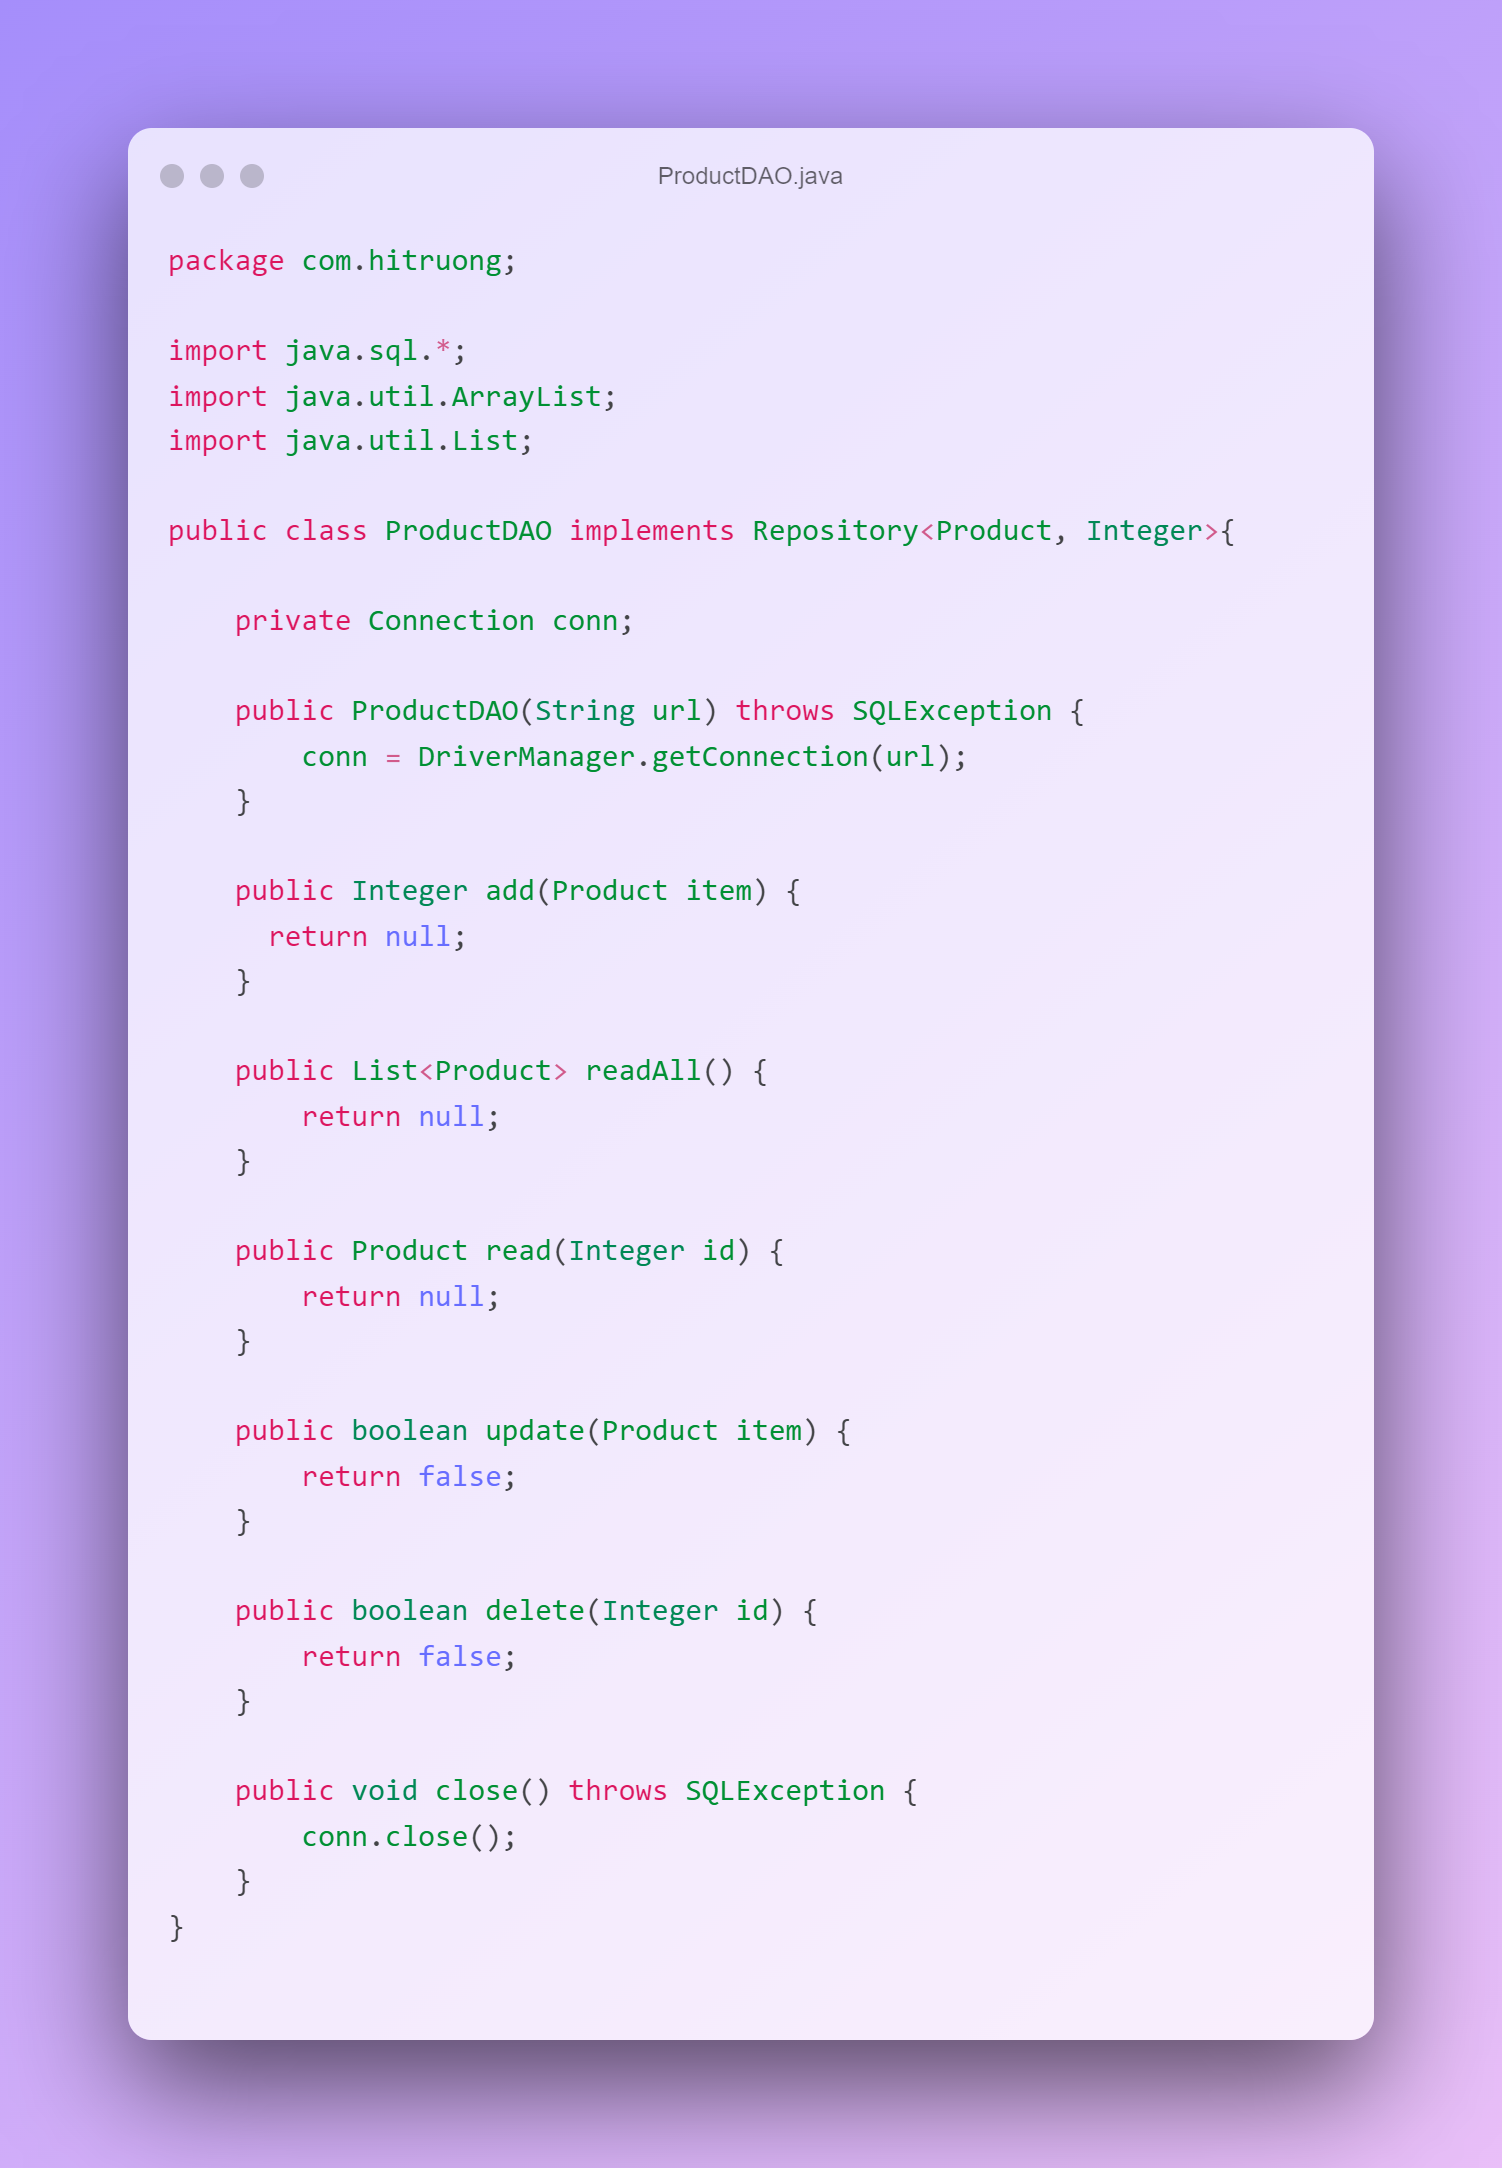 ProductDAO.java
package com.hitruong;
import java.sql.*;
import java.util.ArrayList;
import java.util.List;
public class ProductDAO implements Repository<Product, Integer>{
    private Connection conn;
    public ProductDAO(String url) throws SQLException {
        conn = DriverManager.getConnection(url);
    }
    public Integer add(Product item) {
      return null;
    }
    public List<Product> readAll() {
        return null;
    }
    public Product read(Integer id) {
        return null;
    }
    public boolean update(Product item) {
        return false;
    }
    public boolean delete(Integer id) {
        return false;
    }
    public void close() throws SQLException {
        conn.close();
    }
}